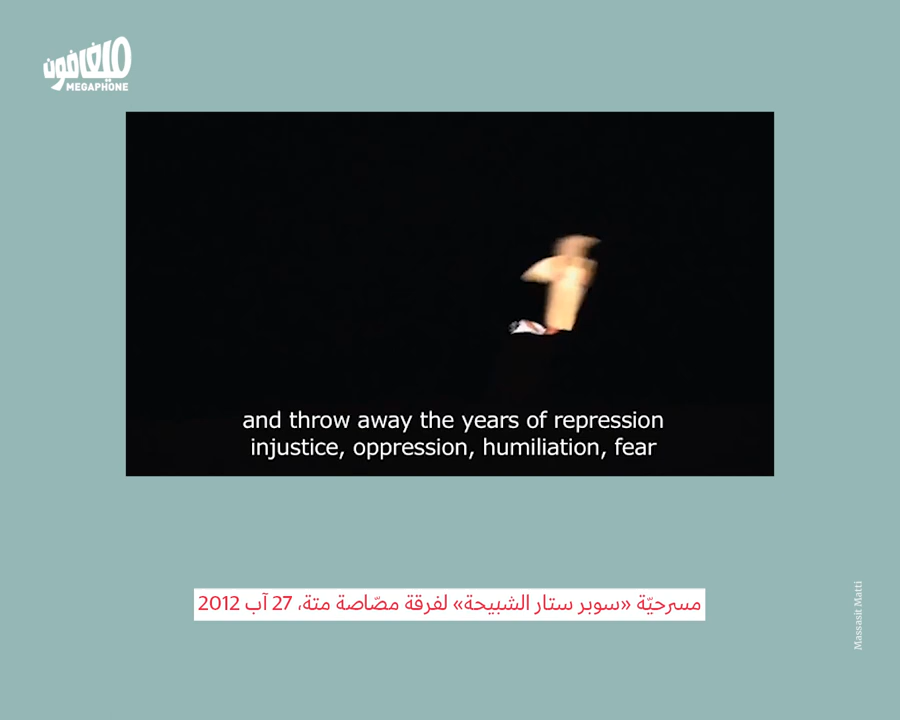 ميغافون
MEGAPHONE
and throw away the years of repression
injustice, oppression, humiliation, fear
مسرحيّة «سوبر ستار الشبيحة» لفرقة مصّاصة متة، 27 آب 2012
Massasit Matti